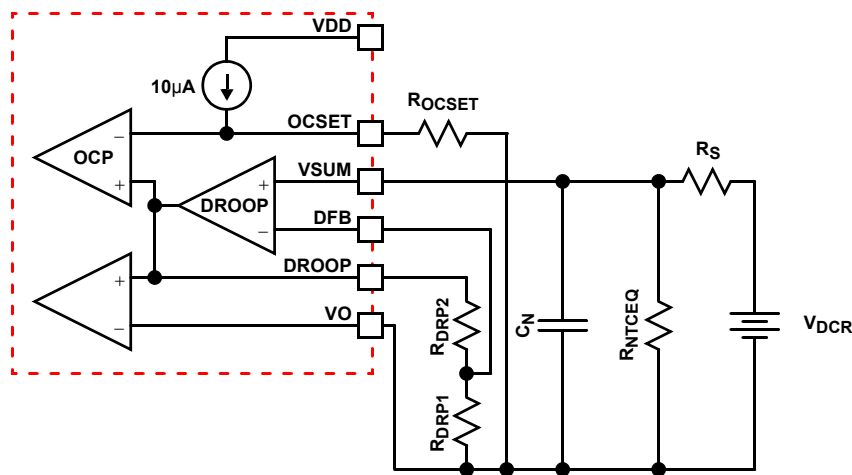 VDD
10µA
OCSET
ROCSET
−
OCP
+
VSUM
RS
+
DROOP
−
DFB
DROOP
+
VO
−
RDRP2
CN
RNTCEQ
VDCR
RDRP1